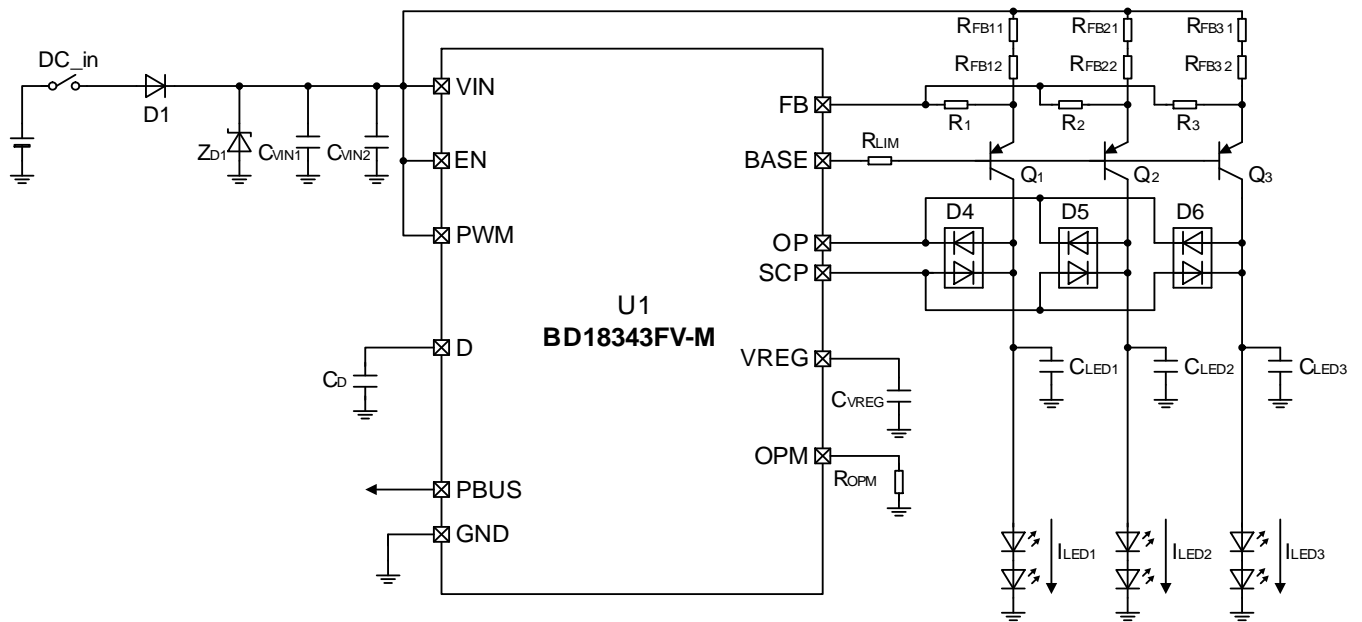 RFB11
RFB21
RFB31
DC_in
RFB12
RFB22
RFB32
VIN
D1
FB
R1
R2
R3
RLIM
ZD1
CVIN1
CVIN2
EN
BASE
Q1
Q2
Q3
PWM
D4
D5
D6
OP
SCP
U1
BD18343FV-M
D
VREG
CLED1
CLED2
CLED3
CD
CVREG
OPM
ROPM
PBUS
GND
ILED1
ILED2
ILED3